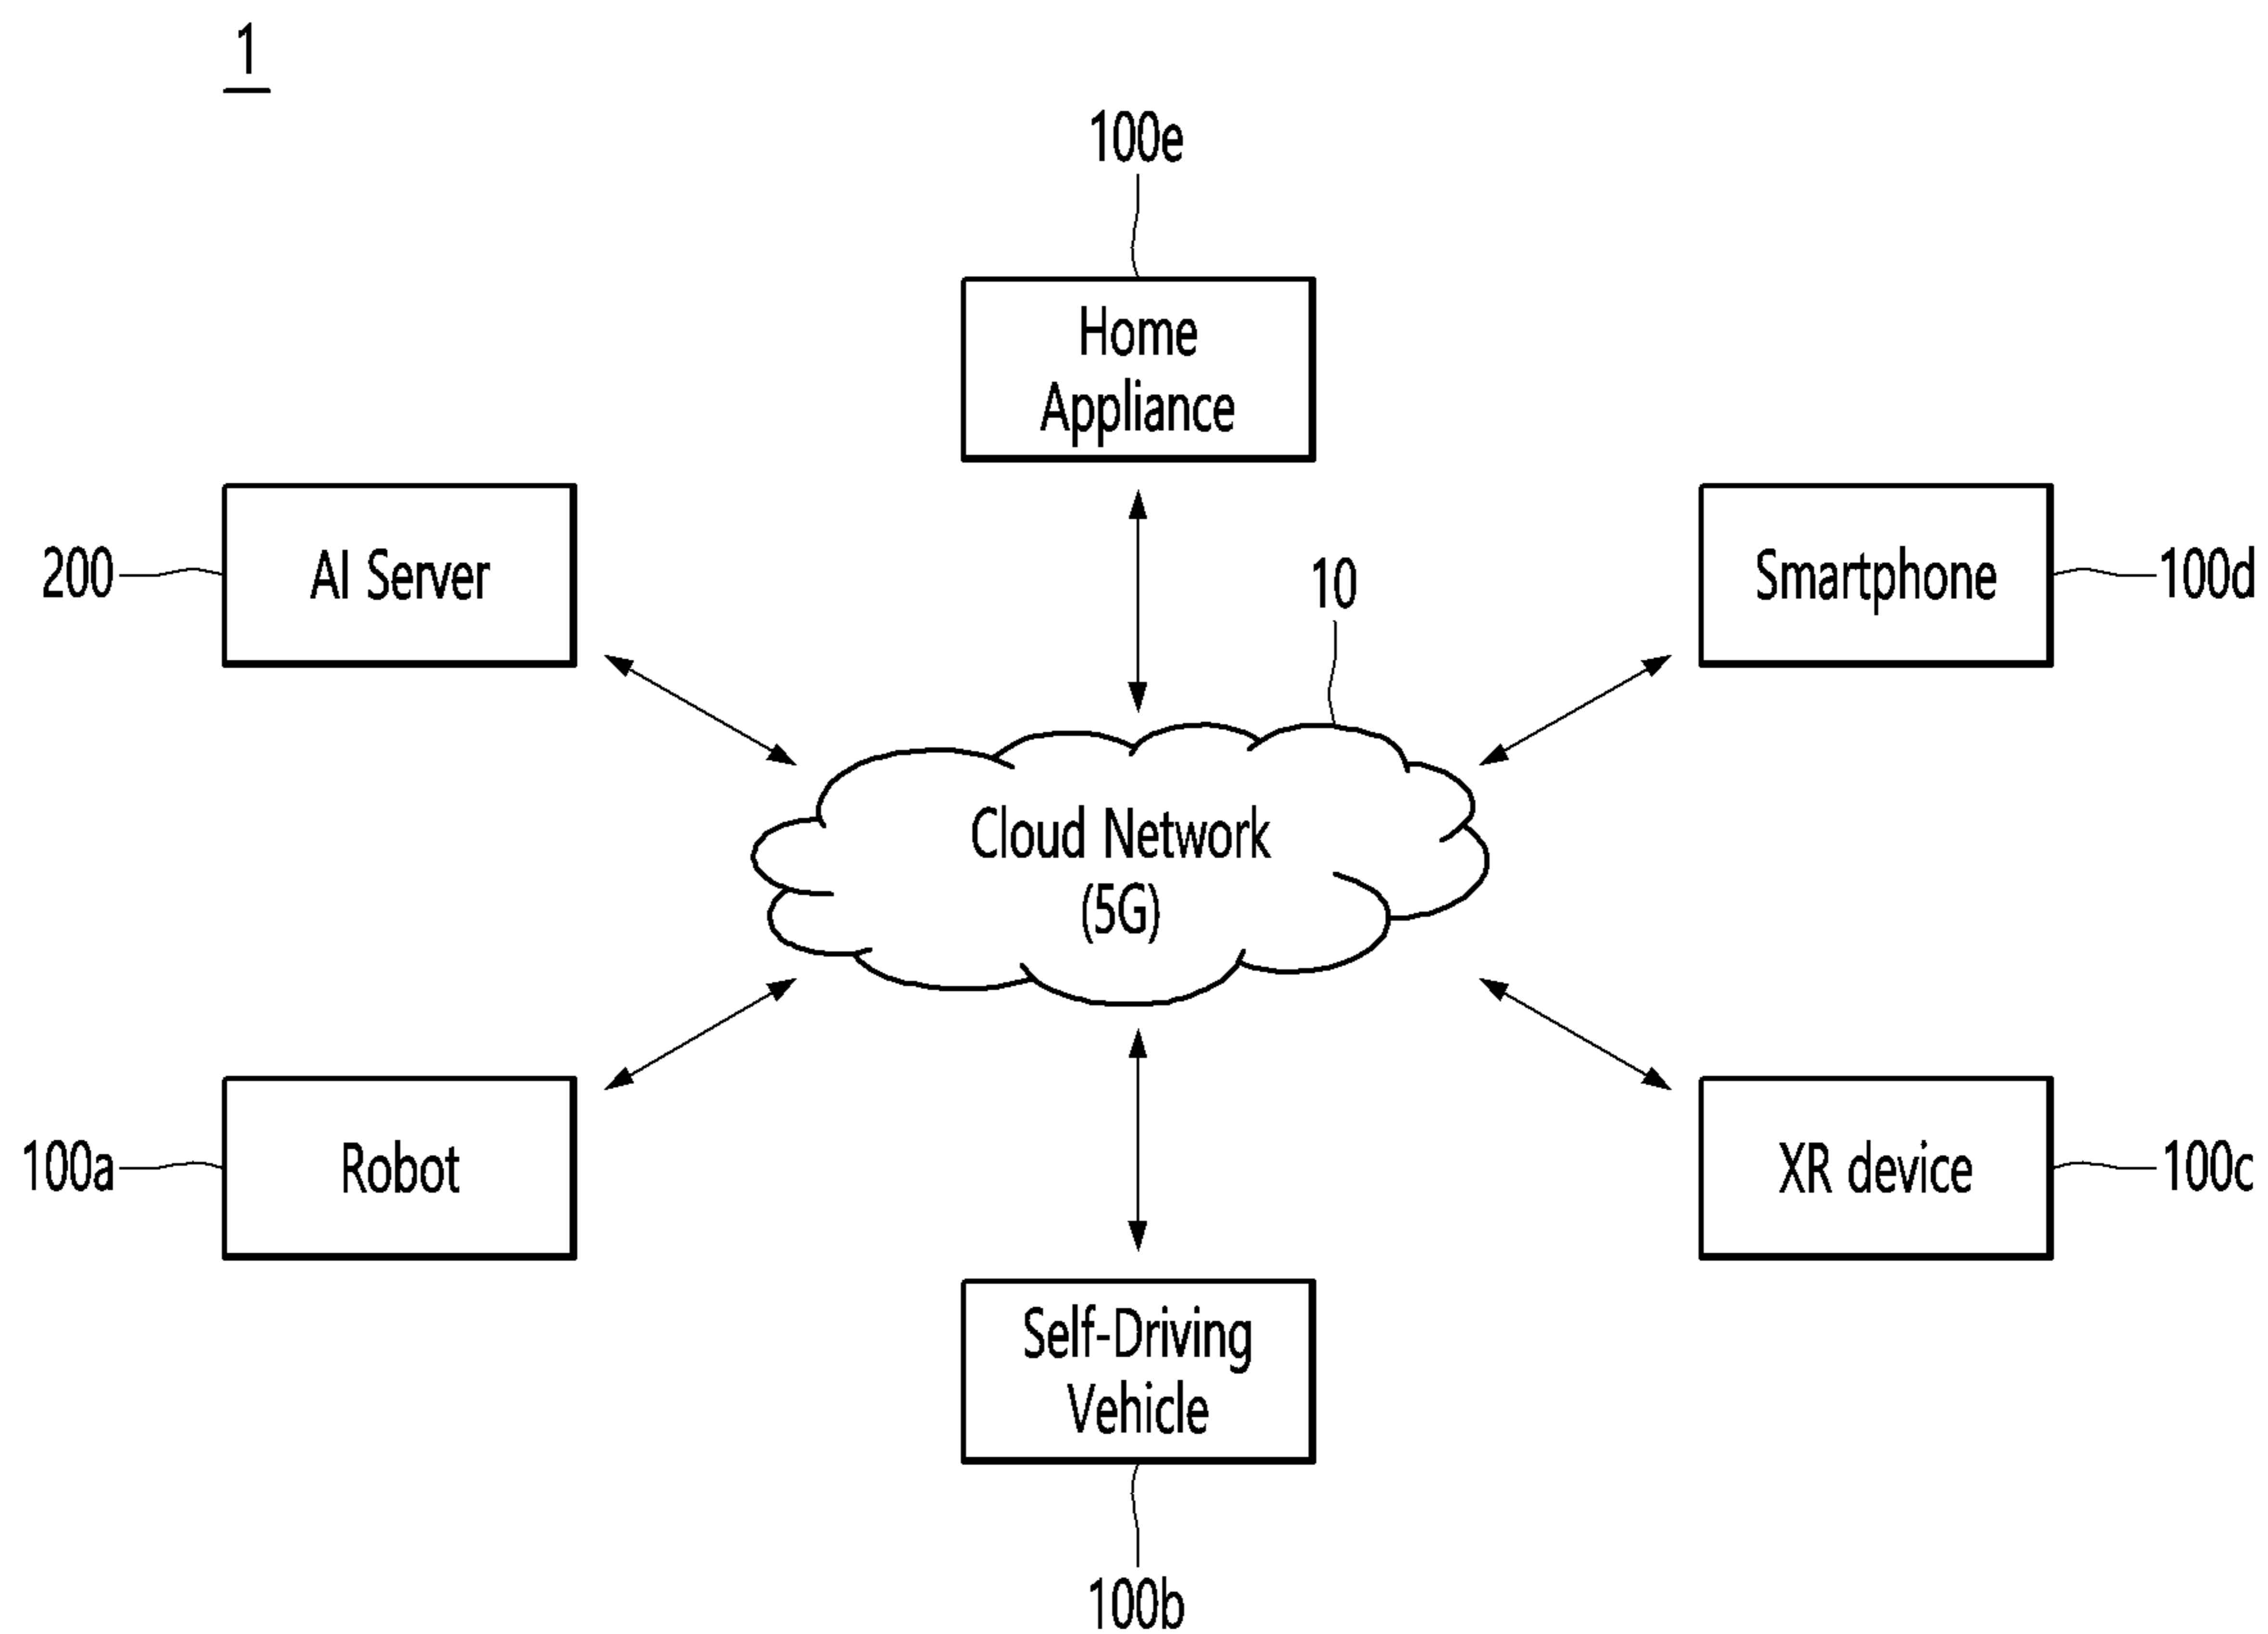 1
100e
Home
Appliance
200
AI Server
10
Smartphone
100d
Cloud Network
(5G)
100a
Robot
XR device
100c
Self-Driving
Vehicle
100b